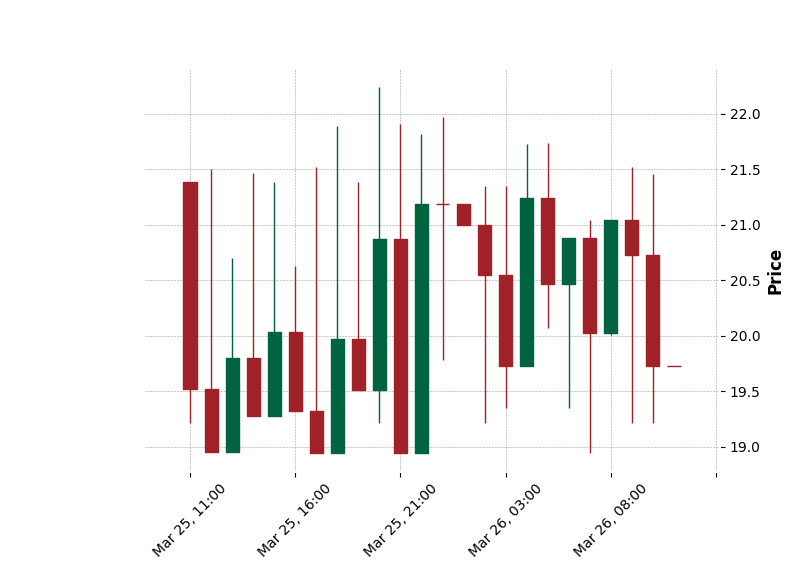 22.0
21.5
21.0
20.5
20.0
19.5
19.0
Price
Mar 25, 11:00
Mar 25, 16:00
Mar 25, 21:00
Mar 26, 03:00
Mar 26, 08:00